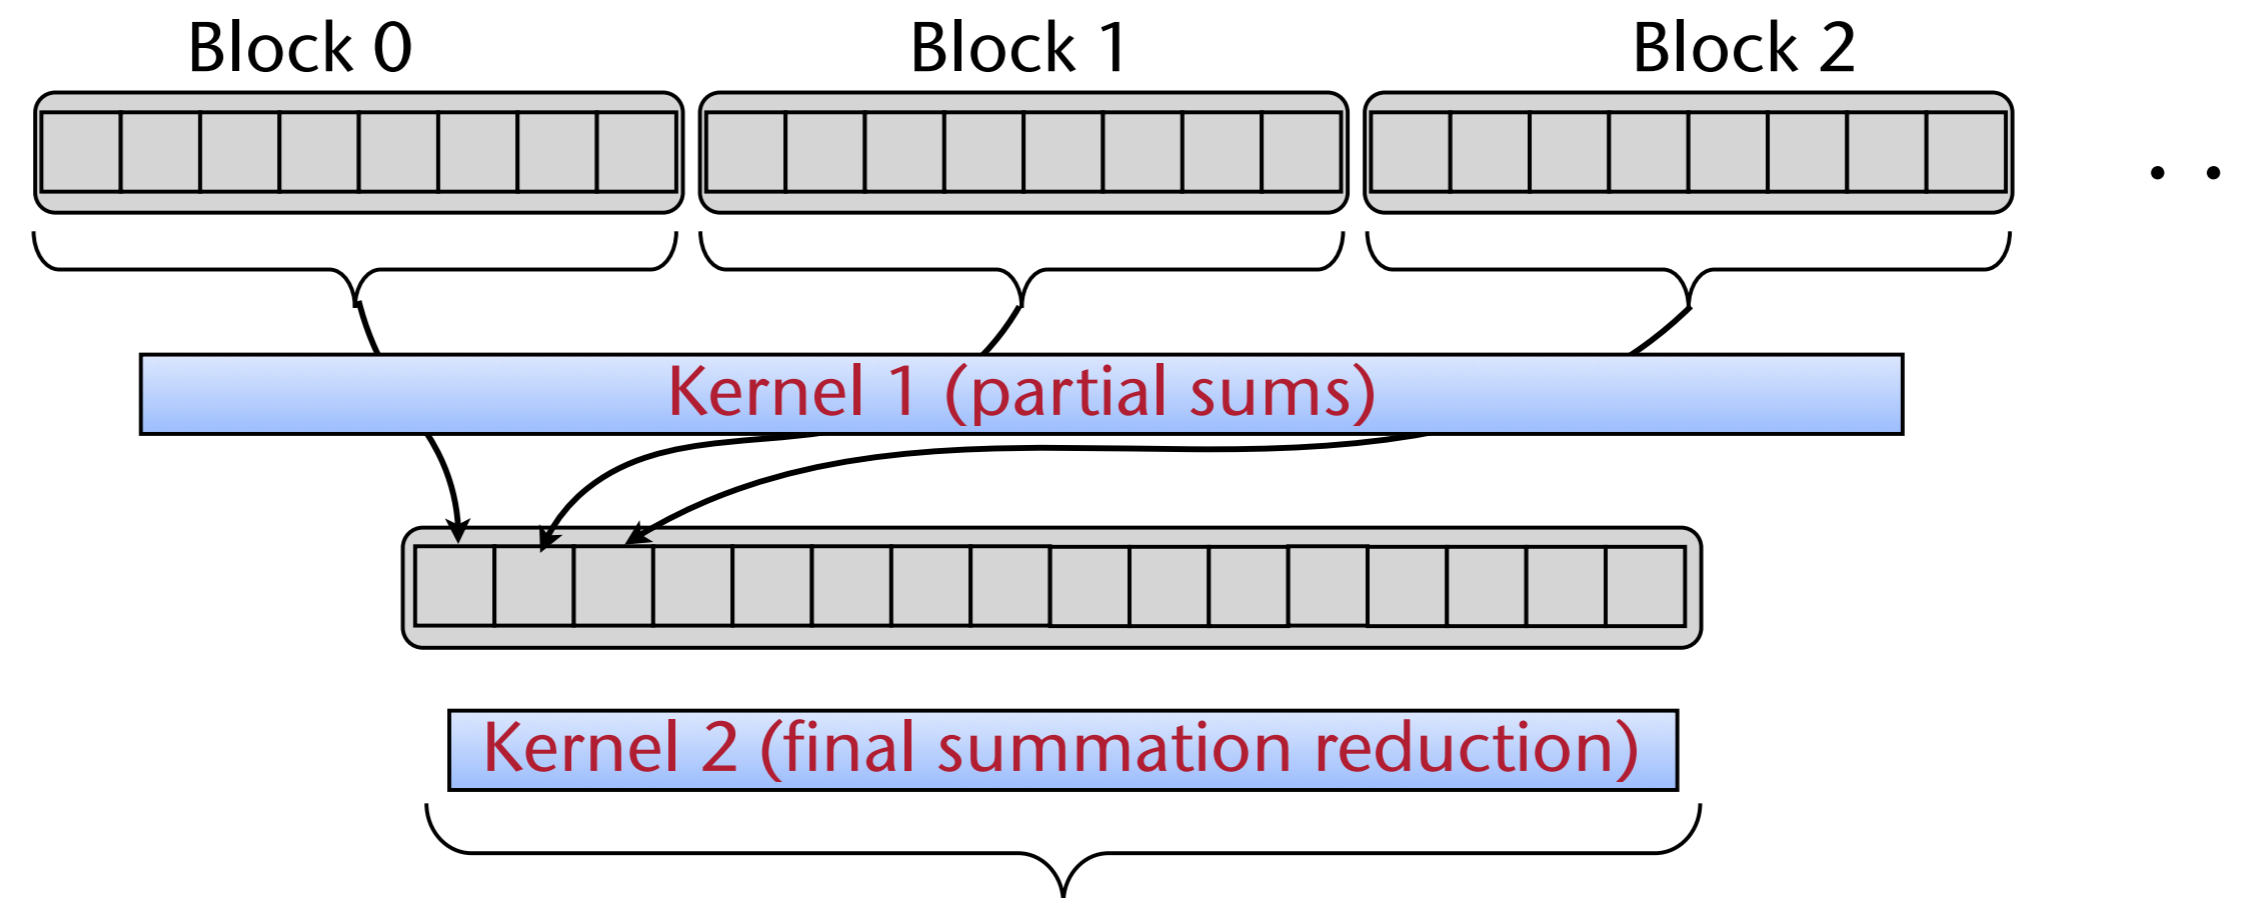 Block 0
Block 1
Block 2
. .
Kernel 1 (partial sums)
Kernel 2 (final summation reduction)